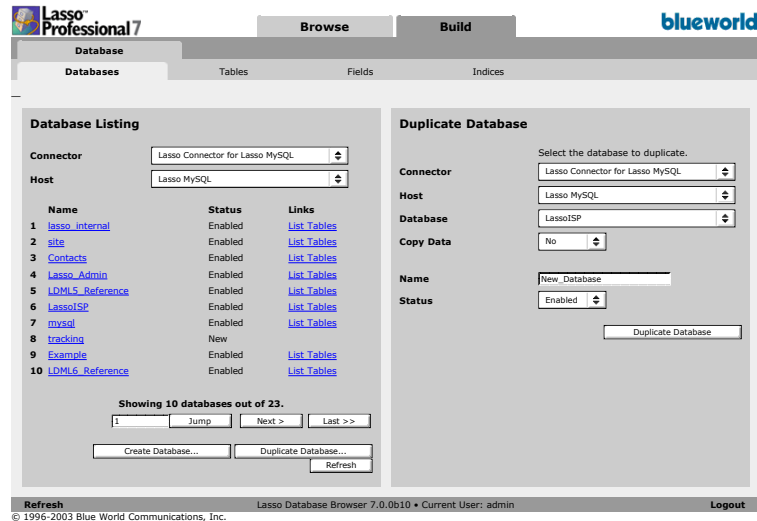 Lasso™
Professional 7
Browse
Build
blueworld
Database
Databases
Tables
Fields
Indices
Database Listing
Connector
Lasso Connector for Lasso MySQL
Host
Lasso MySQL
Name Status Links
1 lasso_internal Enabled List Tables
2 site Enabled List Tables
3 Contacts Enabled List Tables
4 Lasso_Admin Enabled List Tables
5 LDML5_Reference Enabled List Tables
6 LassoISP Enabled List Tables
7 mysql Enabled List Tables
8 tracking New
9 Example Enabled List Tables
10 LDML6_Reference Enabled List Tables
Showing 10 databases out of 23.
1 Jump Next > Last >>
Create Database... Duplicate Database...
Refresh
Duplicate Database
Select the database to duplicate.
Connector Lasso Connector for Lasso MySQL
Host Lasso MySQL
Database LassoISP
Copy Data No
Name New_Database
Status Enabled
Duplicate Database
Refresh Lasso Database Browser 7.0.0b10 • Current User: admin Logout
© 1996-2003 Blue World Communications, Inc.